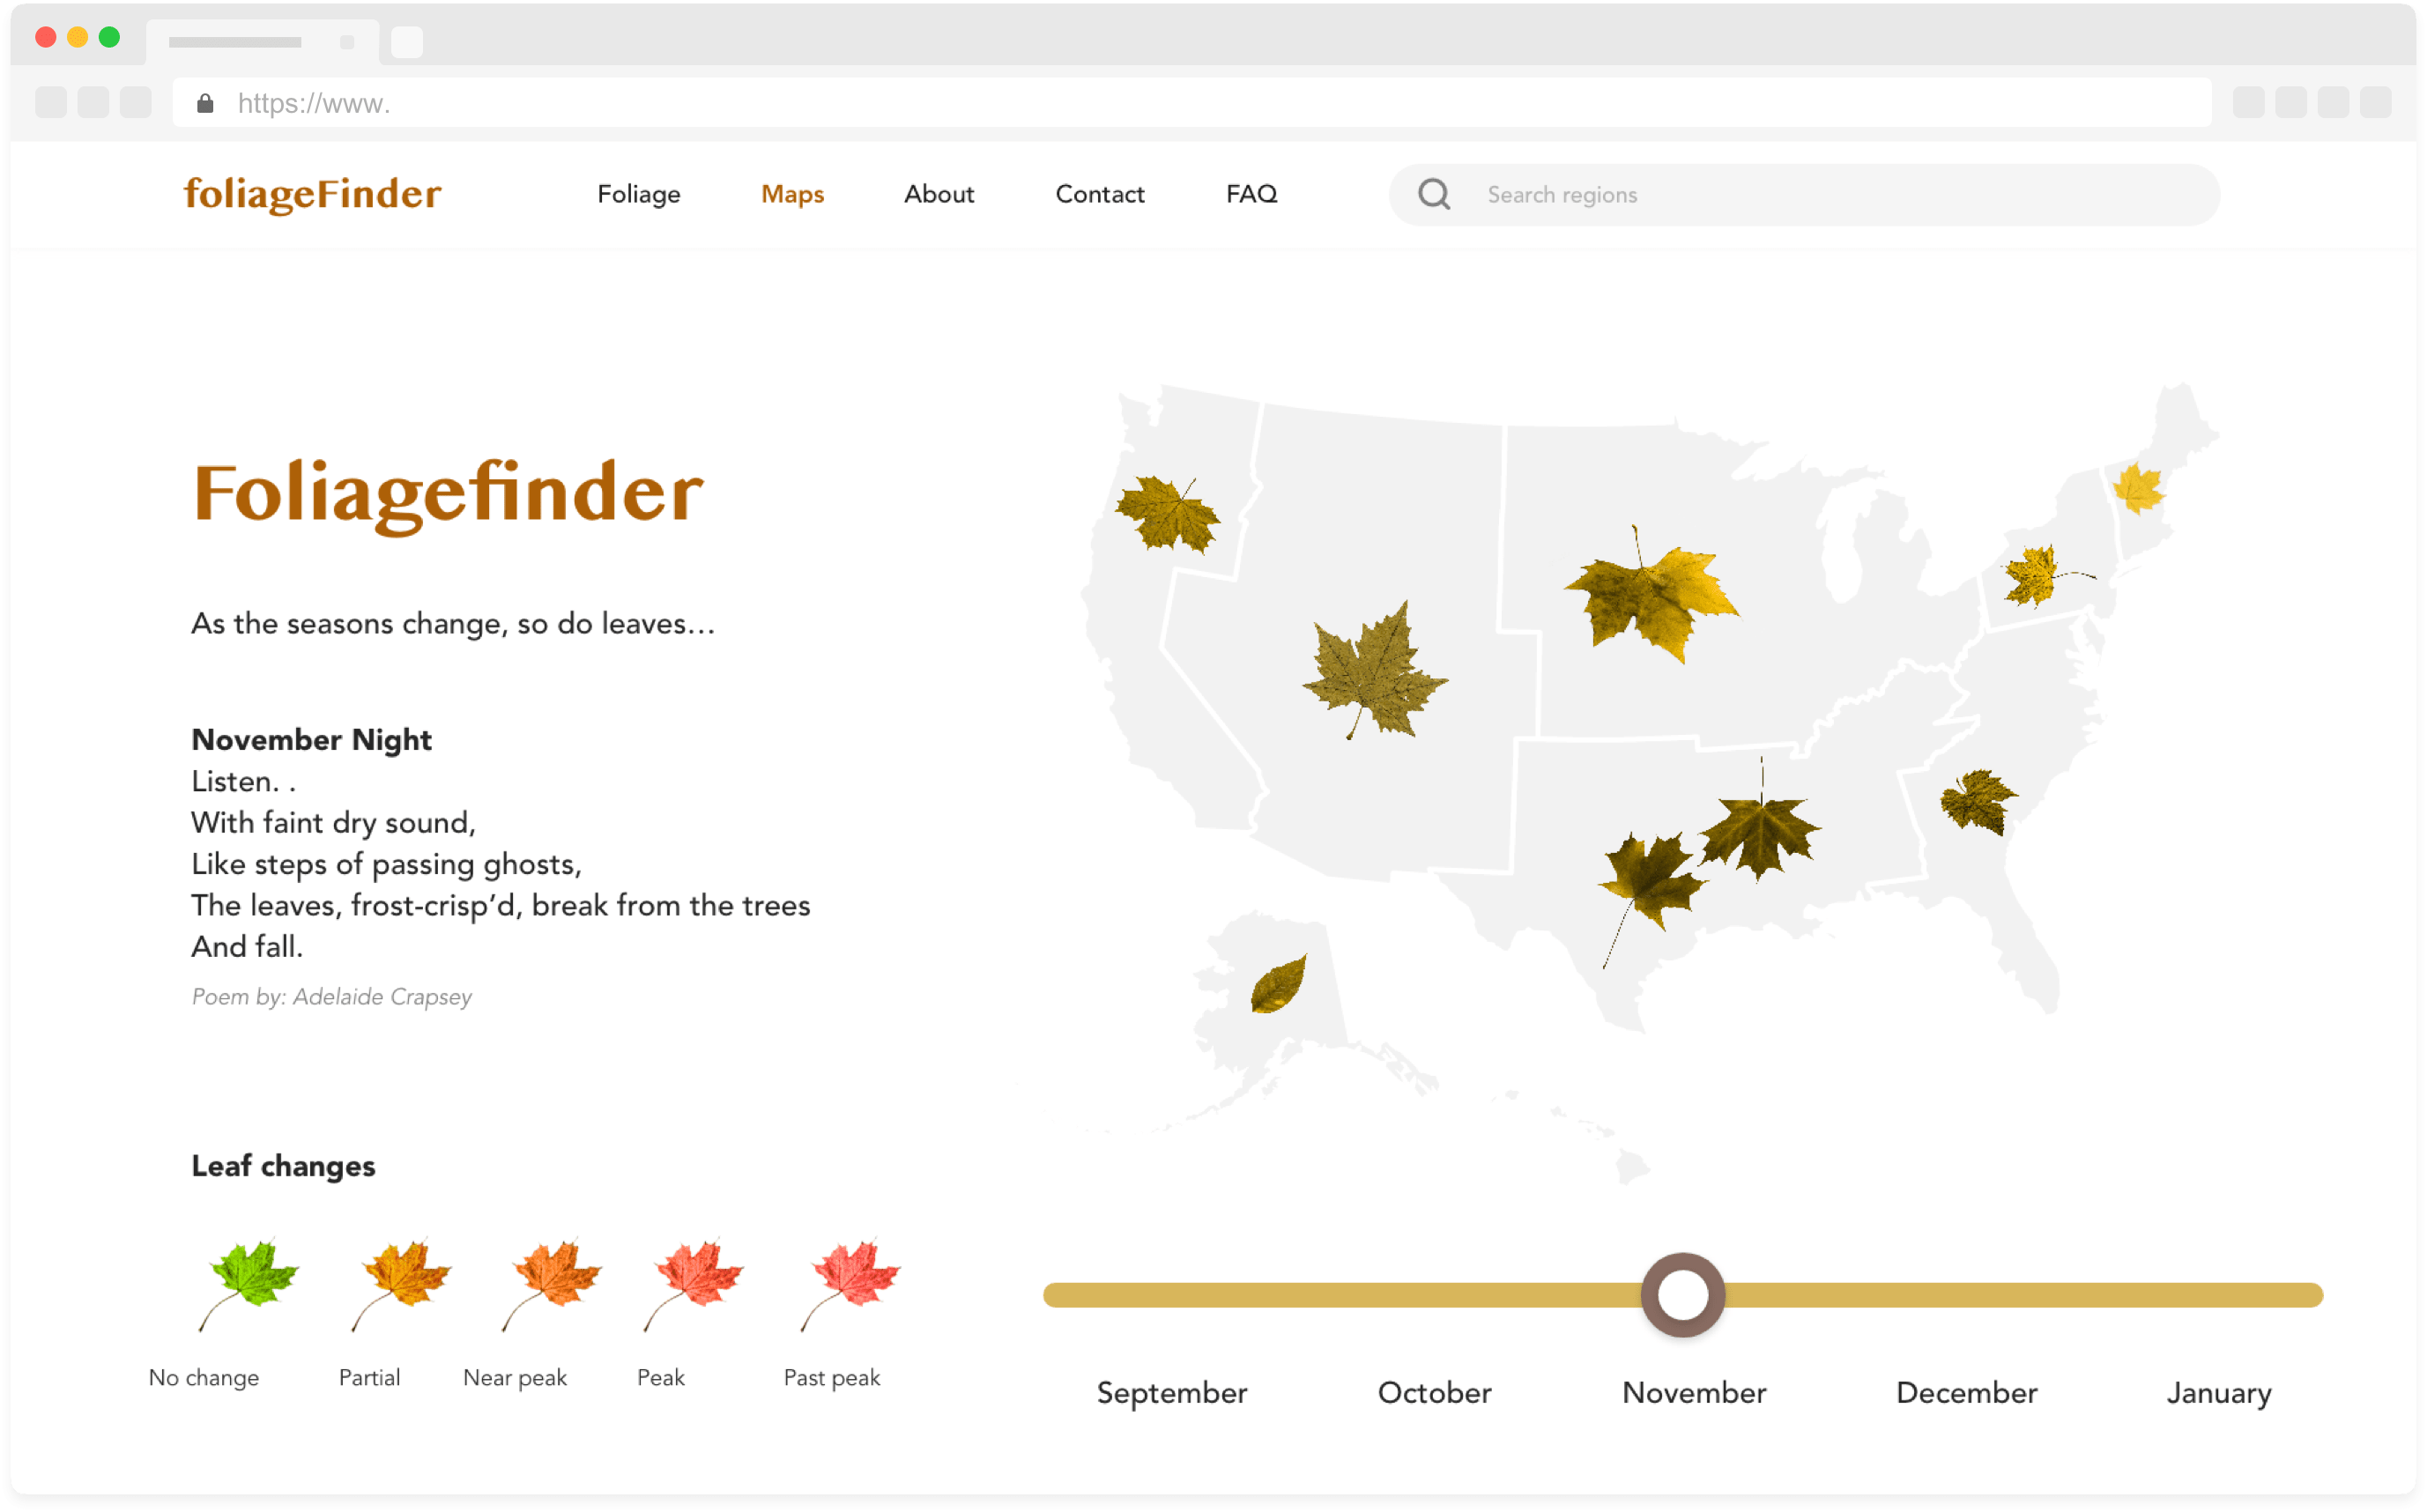 https://www.
foliageFinder
Foliage
Maps
About
Contact
FAQ
Search regions
Foliagefinder
As the seasons change, so do leaves...
November Night
Listen. .
With faint dry sound,
Like steps of passing ghosts,
The leaves, frost-crisp’d, break from the trees
And fall.
Poem by: Adelaide Crapsey
Leaf changes
No change
Partial
Near peak
Peak
Past peak
September
October
November
December
January